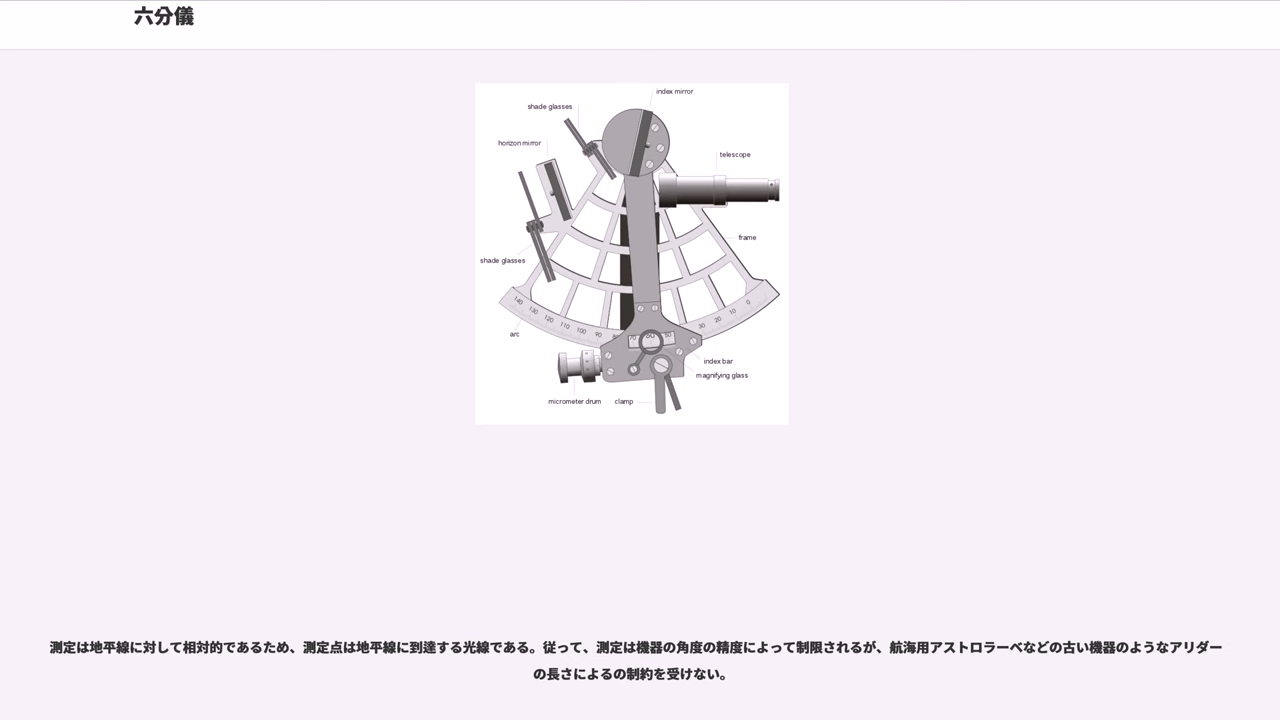 六分儀
index mirror
shade glasses
horizon mirror
telescope
frame
shade glasses
140 130 120 110 100 90
30 20 10 0
arc
index bar
magnifying glass
micrometer drum
clamp
測定は地平線に対して相対的であるため、測定点は地平線に到達する光線である。従って、測定は機器の角度の精度によって制限されるが、航海用アストロラーベなどの古い機器のようなアリダー
の長さによるの制約を受けない。